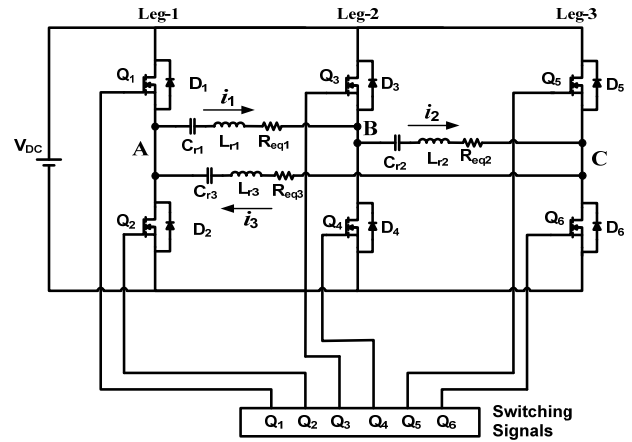 Leg-1 Leg-2 Leg-3
Q1 D1 Q3 D3 Q5 D5
i1 i2
VDC A Cr1 Lr1 Req1 B Cr2 Lr2 Req2 C
Cr3 Lr3 Req3
i3
Q2 D2 Q4 D4 Q6 D6
Q1 Q2 Q3 Q4 Q5 Q6
Switching
Signals